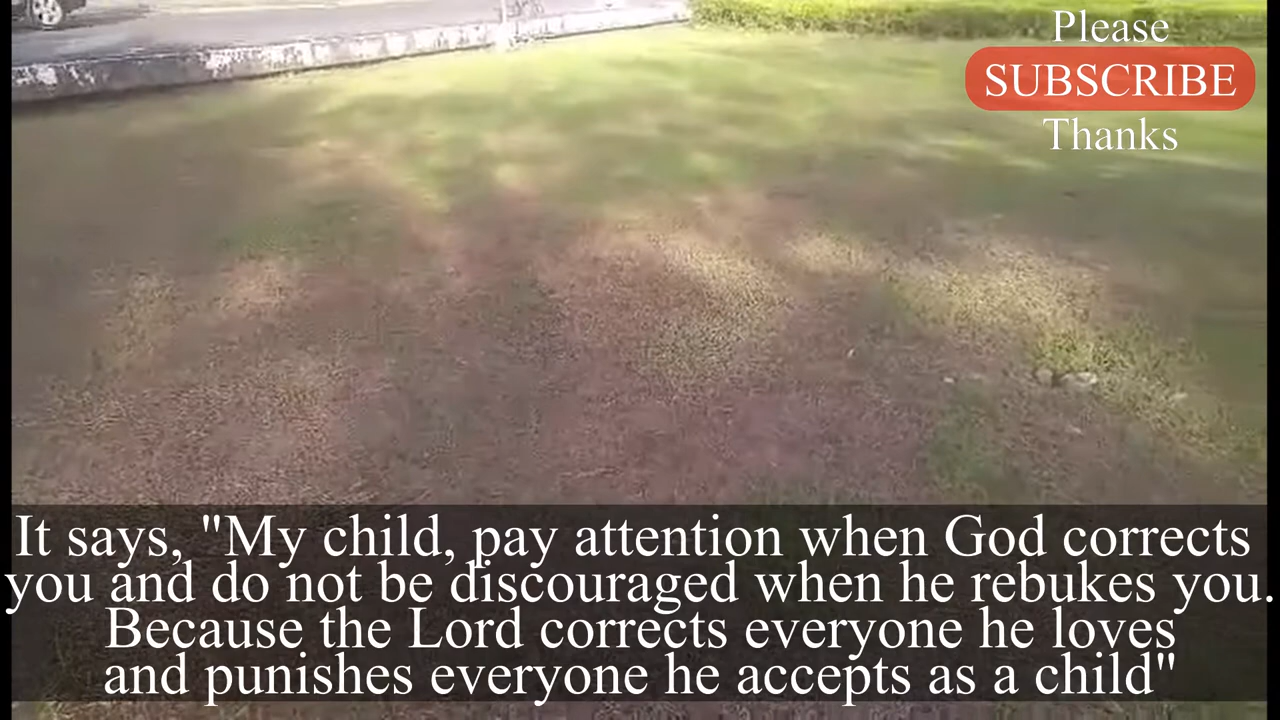 Please
SUBSCRIBE
Thanks
It says, "My child, pay attention when God corrects
you and do not be discouraged when he rebukes you.
Because the Lord corrects everyone he loves
and punishes everyone he accepts as a child"